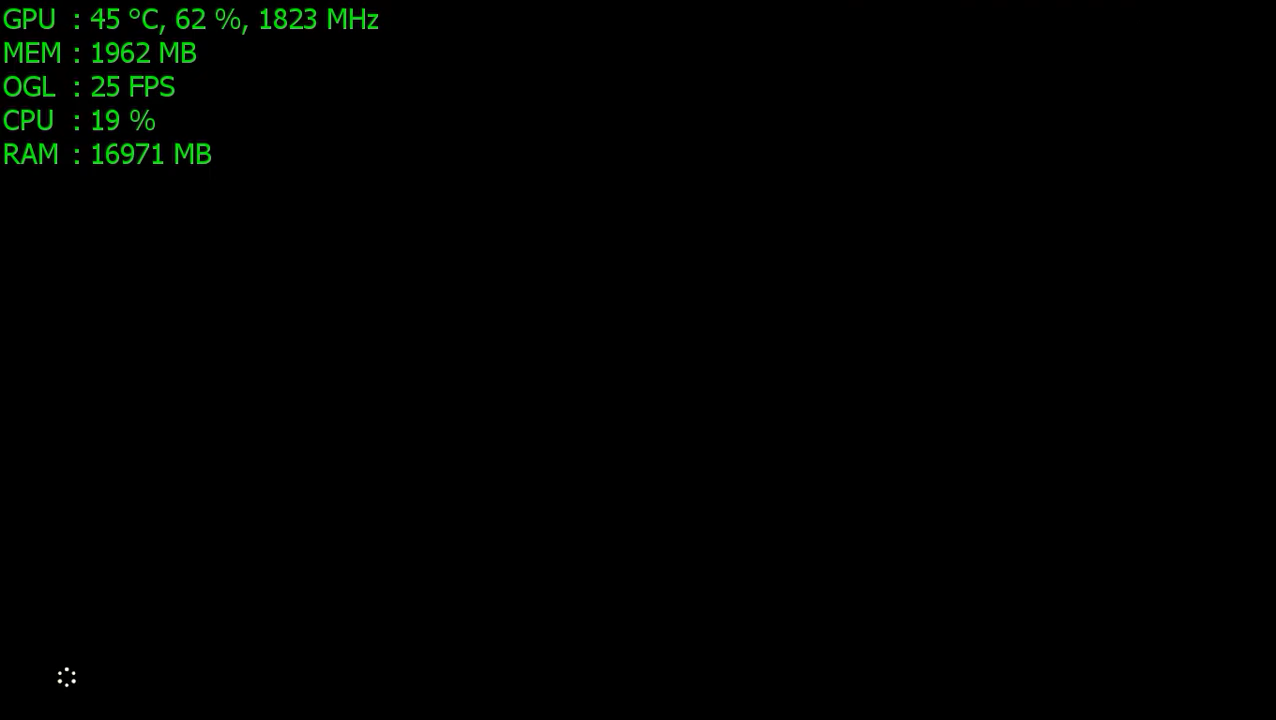 GPU : 45 °C, 62 %, 1823 MHz
MEM : 1962 MB
OGL : 25 FPS
CPU : 19 %
RAM : 16971 MB